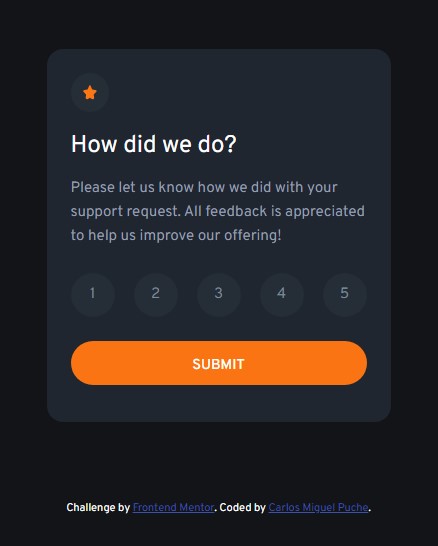 How did we do?
Please let us know how we did with your
support request. All feedback is appreciated
to help us improve our offering!
1 2 3 4 5
SUBMIT
Challenge by Frontend Mentor. Coded by Carlos Miguel Puche.